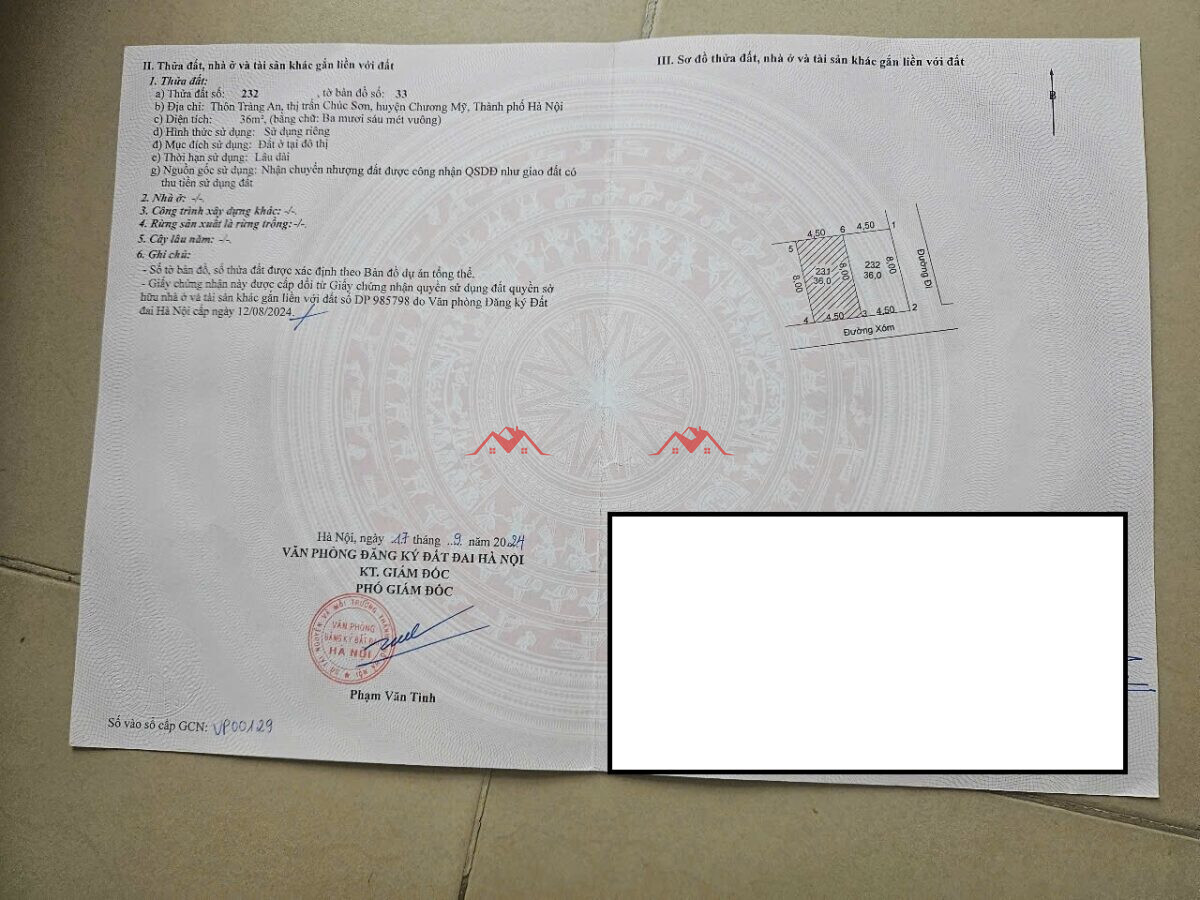 II. Thửa đất, nhà ở và tài sản khác gắn liền với đất
1. Thửa đất:
a) Thửa đất số: 232 , tờ bản đồ số: 33
b) Địa chỉ: Thôn Tràng An, thị trấn Chúc Sơn, huyện Chương Mỹ, Thành phố Hà Nội
c) Diện tích: 36m², (bằng chữ: Ba mươi sáu mét vuông)
d) Hình thức sử dụng: Sử dụng riêng
đ) Mục đích sử dụng: Đất ở tại đô thị
e) Thời hạn sử dụng: Lâu dài
g) Nguồn gốc sử dụng: Nhận chuyển nhượng đất được công nhận QSDĐ như giao đất có
thu tiền sử dụng đất
2. Nhà ở: -/-.
3. Công trình xây dựng khác: -/-.
4. Rừng sản xuất là rừng trồng:-/-.
5. Cây lâu năm: -/-.
6. Ghi chú:
- Số tờ bản đồ, số thửa đất được xác định theo Bản đồ dự án tổng thể.
- Giấy chứng nhận này được cấp đổi từ Giấy chứng nhận quyền sử dụng đất quyền sở
hữu nhà ở và tài sản khác gắn liền với đất số DP 985798 do Văn phòng Đăng ký Đất
đai Hà Nội cấp ngày 12/08/2024.
Hà Nội, ngày 17 tháng 9 năm 2024
VĂN PHÒNG ĐĂNG KÝ ĐẤT ĐAI HÀ NỘI
KT. GIÁM ĐỐC
PHÓ GIÁM ĐỐC
VĂN PHÒNG
ĐĂNG KÝ ĐẤT ĐAI
HÀ NỘI
Phạm Văn Tình
Số vào sổ cấp GCN: VP00129
III. Sơ đồ thửa đất, nhà ở và tài sản khác gắn liền với đất
B
4,50 6 4,50 1
5
8,00 231 36,0 8,00 232 36,0 8,00
Đường Đi
4 4,50 3 4,50 2
Đường Xóm